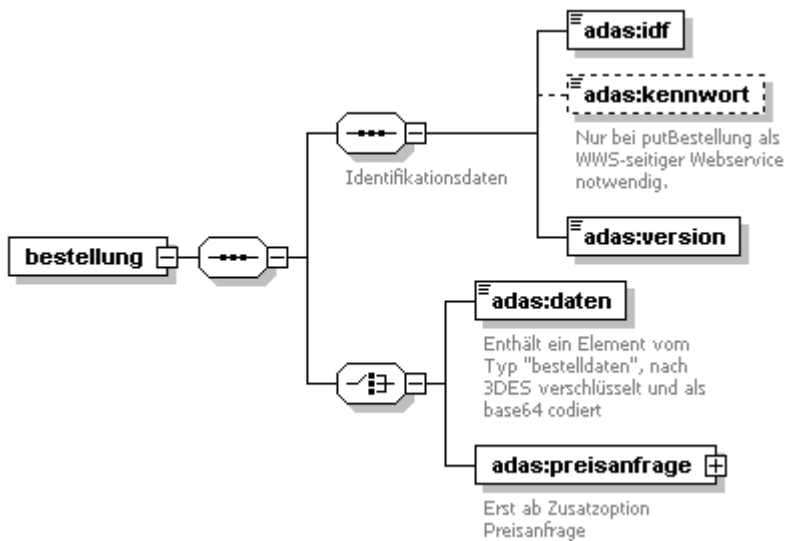 adas:idf
adas:kennwort
Nur bei putBestellung als
WWS-seitiger Webservice
notwendig.
Identifikationsdaten
adas:version
bestellung
adas:daten
Enthält ein Element vom
Typ "bestelldaten", nach
3DES verschlüsselt und als
base64 codiert
adas:preisanfrage
Erst ab Zusatzoption
Preisanfrage